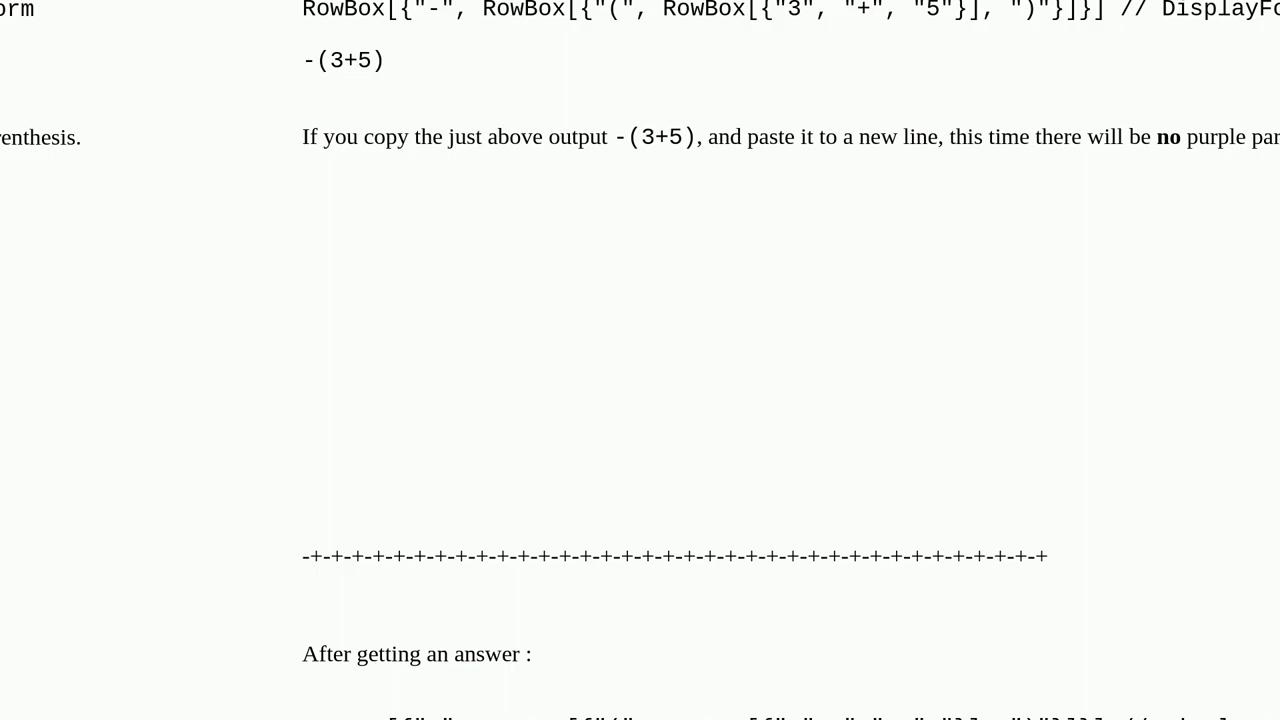 orm
RowBox[{"-", RowBox[{"(", RowBox[{"3", "+", "5"}], ")"}]}] // DisplayFo
-(3+5)
enthesis.
If you copy the just above output -(3+5), and paste it to a new line, this time there will be no purple par
-+-+-+-+-+-+-+-+-+-+-+-+-+-+-+-+-+-+-+-+-+-+-+-+-+-+-+-+-+-+-+-+-+-+-+-+
After getting an answer :